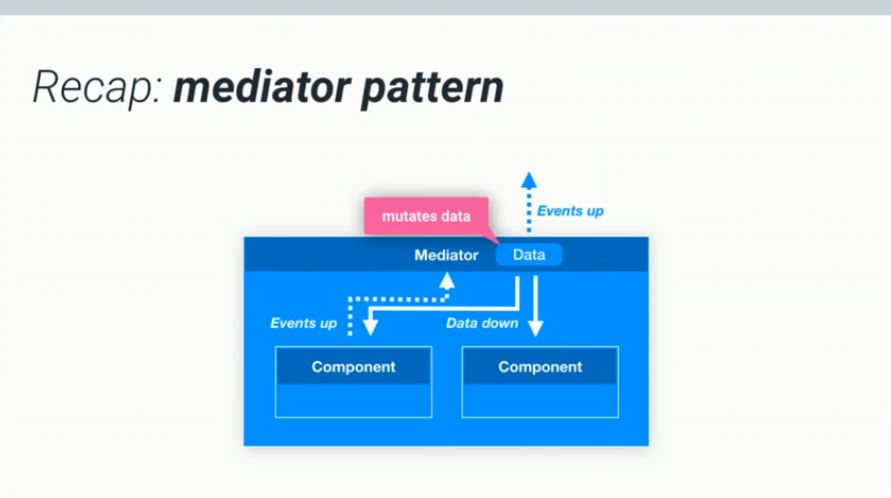 Recap: mediator pattern
Events up
mutates data
Mediator
Data
Events up
Data down
Component
Component